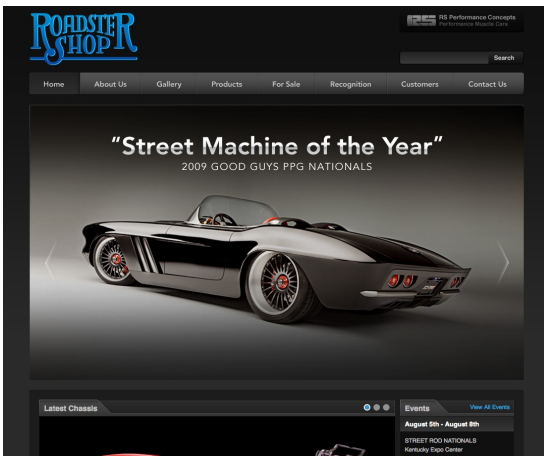 ROADSTER
SHOP
RS Performance Concepts
Performance Muscle Cars
Search
Home About Us Gallery Products For Sale Recognition Customers Contact Us
"Street Machine of the Year"
2009 GOOD GUYS PPG NATIONALS
Latest Chassis
Events View All Events
August 5th - August 8th
STREET ROD NATIONALS
Kentucky Expo Center